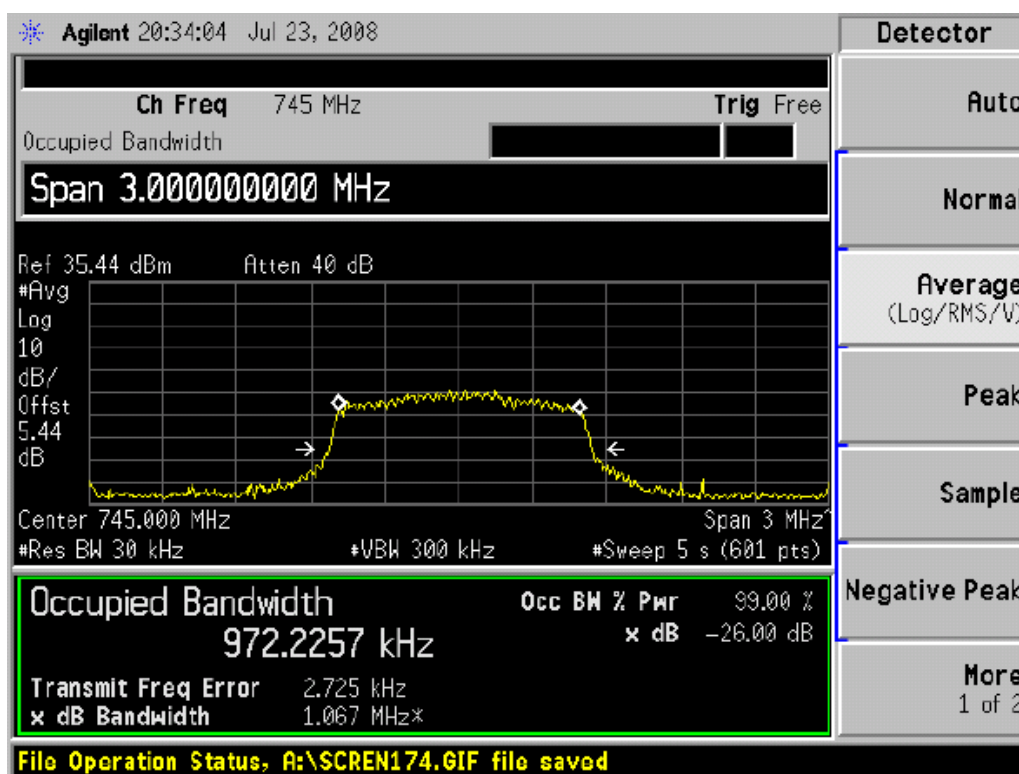 Agilent 20:34:04 Jul 23, 2008
Detector
Ch Freq 745 MHz
Trig Free
Occupied Bandwidth
Span 3.000000000 MHz
Ref 35.44 dBm Atten 40 dB
#Avg
Log
10
dB/
Offst
5.44
dB
Center 745.000 MHz
Span 3 MHz^
#Res BW 30 kHz
#VBW 300 kHz
#Sweep 5 s (601 pts)
Occupied Bandwidth
972.2257 kHz
Occ BW % Pwr 99.00 %
x dB -26.00 dB
Transmit Freq Error 2.725 kHz
x dB Bandwidth 1.067 MHz*
File Operation Status, A:\SCREN174.GIF file saved
Auto
Normal
Average
(Log/RMS/V)
Peak
Sample
Negative Peak
More
1 of 2